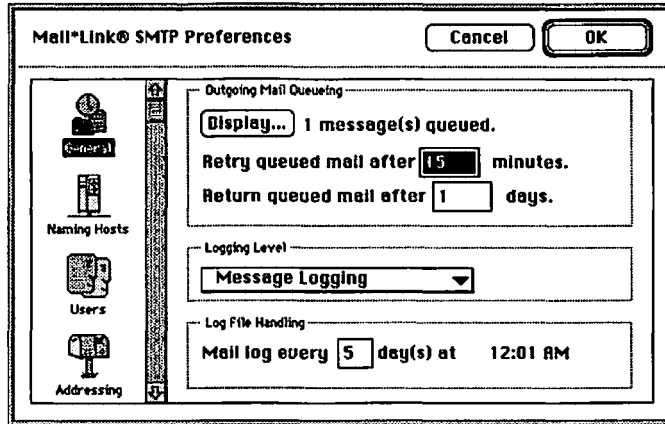 Mail*Link® SMTP Preferences
Cancel
OK
General
Naming Hosts
Users
Addressing
Outgoing Mail Queueing
Display... 1 message(s) queued.
Retry queued mail after 15 minutes.
Return queued mail after 1 days.
Logging Level
Message Logging
Log File Handling
Mail log every 5 day(s) at 12:01 AM